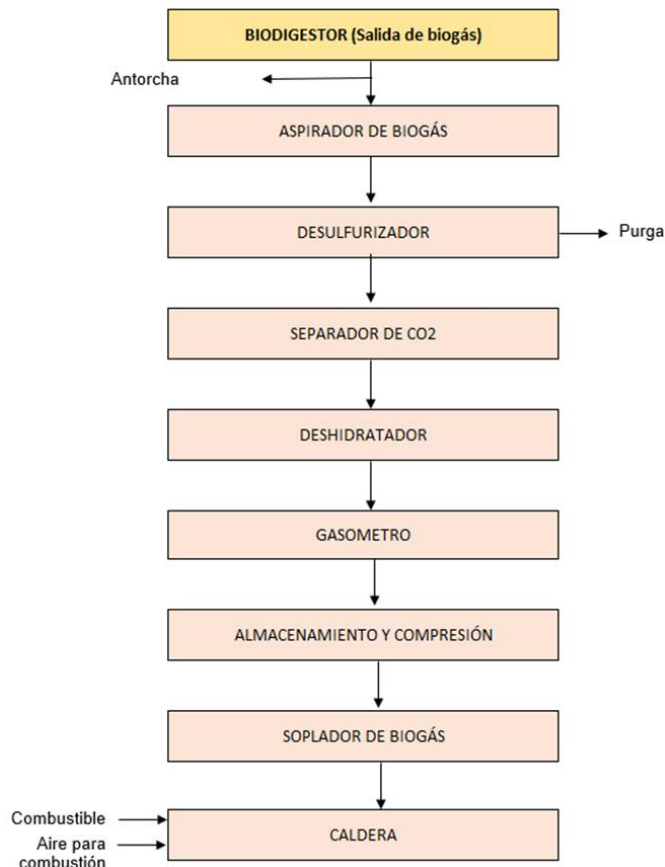 BIODIGESTOR (Salida de biogás)
Antorcha
ASPIRADOR DE BIOGÁS
DESULFURIZADOR
Purga
SEPARADOR DE CO2
DESHIDRATADOR
GASOMETRO
ALMACENAMIENTO Y COMPRESIÓN
SOPLADOR DE BIOGÁS
Combustible
Aire para
combustión
CALDERA